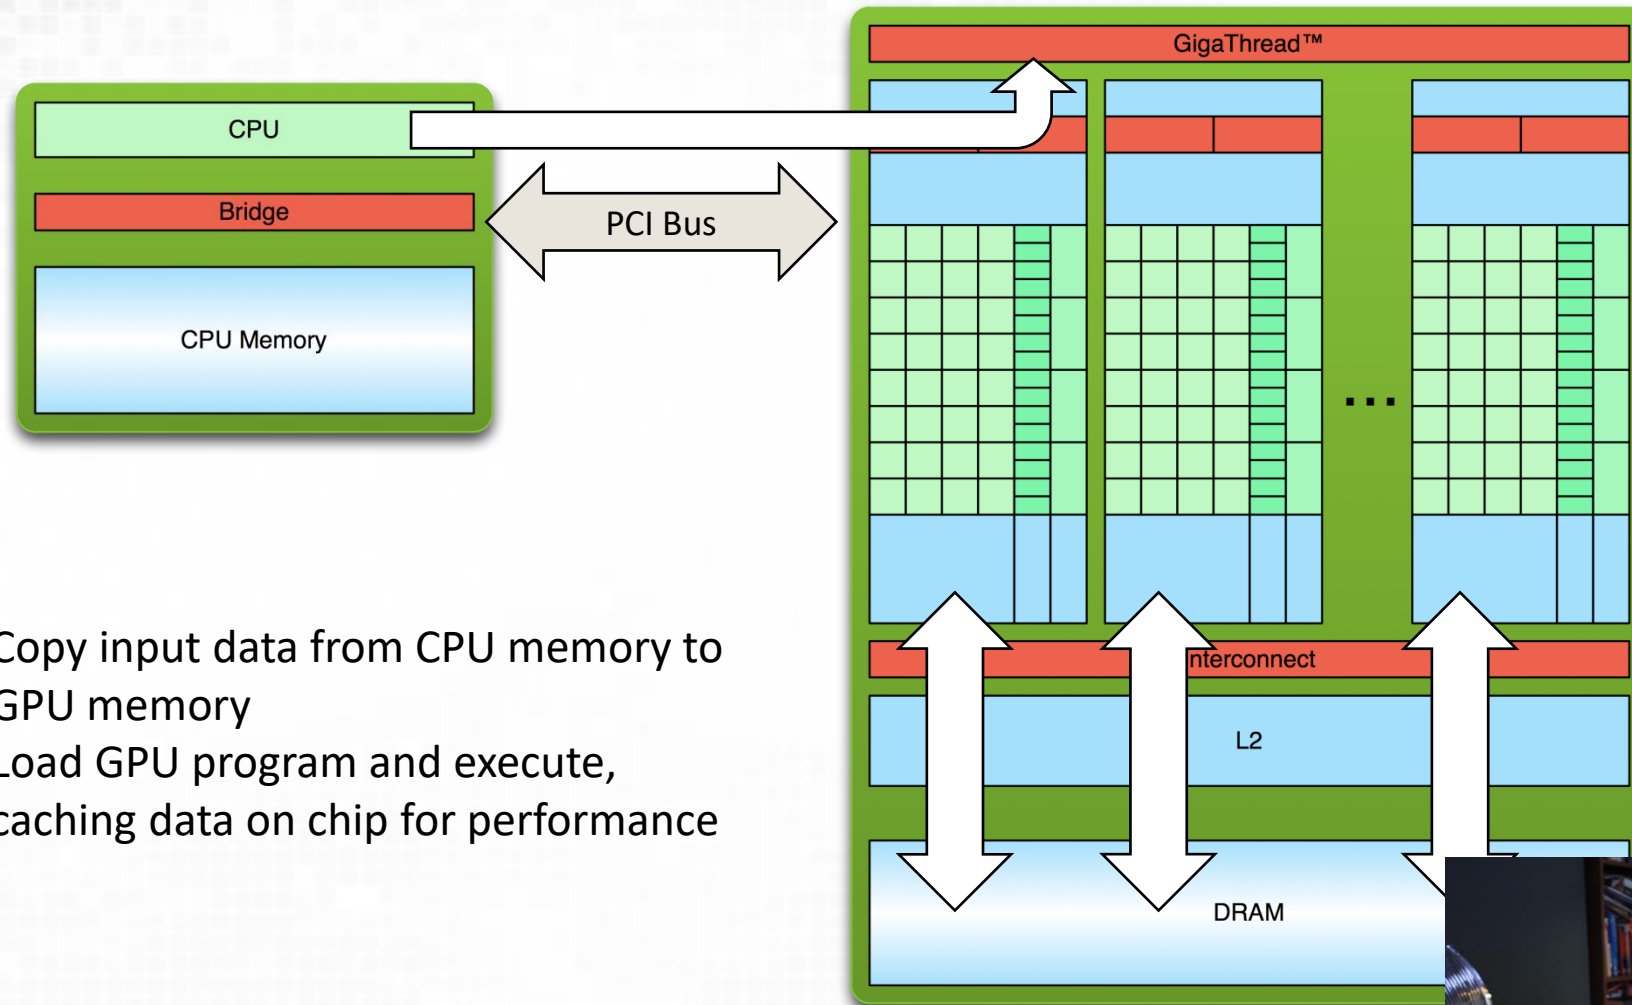 GigaThread™
CPU
Bridge
PCI Bus
CPU Memory
...
Copy input data from CPU memory to
GPU memory
Load GPU program and execute,
caching data on chip for performance
nterconnect
L2
DRAM